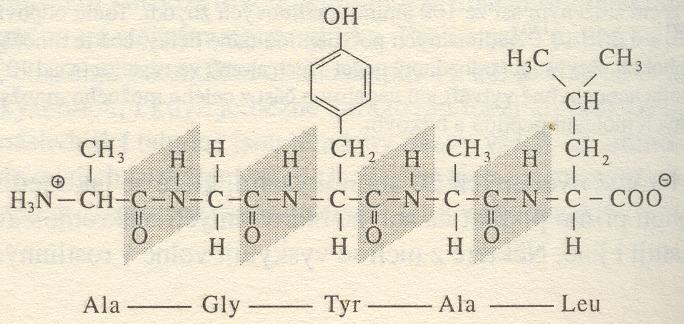 OH
H₃C CH₃
CH
CH₃ H H H CH₂ H CH₃ H CH₂
H₃N⊕—CH—C—N—C—C—N—C—C—N—C—C—N—C—COO⊖
O H O H O H O H
Ala — Gly — Tyr — Ala — Leu